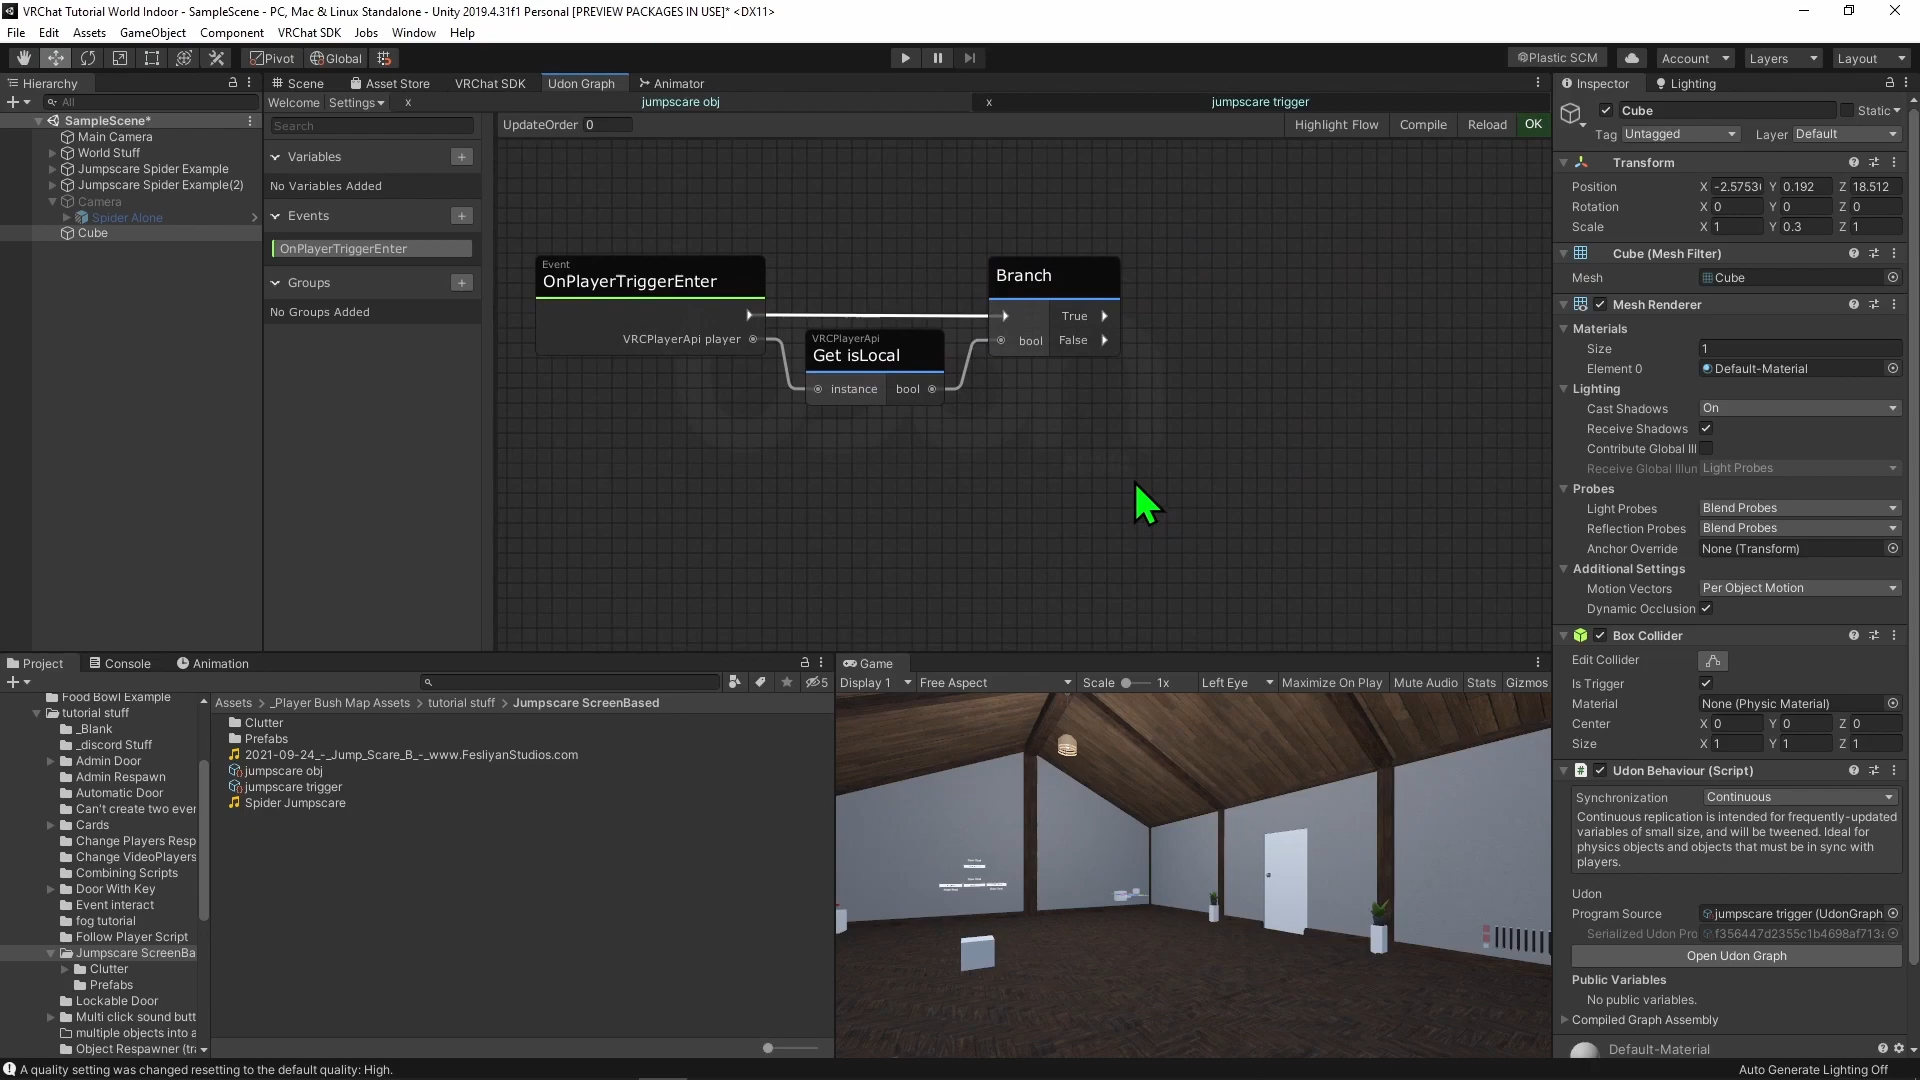 VRChat Tutorial World Indoor - SampleScene - PC, Mac & Linux Standalone - Unity 2019.4.31f1 Personal [PREVIEW PACKAGES IN USE]* <DX11>
File Edit Assets GameObject Component VRChat SDK Jobs Window Help
Pivot Global Plastic SCM Account Layers Layout
Hierarchy Scene Asset Store VRChat SDK Udon Graph Animator Inspector Lighting
All
Welcome Settings x jumpscare obj x jumpscare trigger
SampleScene*
Main Camera
World Stuff
Jumpscare Spider Example
Jumpscare Spider Example(2)
Camera
Spider Alone
Cube
Search
Variables
No Variables Added
Events
OnPlayerTriggerEnter
Groups
No Groups Added
UpdateOrder 0 Highlight Flow Compile Reload OK
Event
OnPlayerTriggerEnter
VRCPlayerApi player
VRCPlayerApi
Get isLocal
instance bool
Branch
True
bool False
Cube Static
Tag Untagged Layer Default
Transform
Position X -2.5753 Y 0.192 Z 18.512
Rotation X 0 Y 0 Z 0
Scale X 1 Y 0.3 Z 1
Cube (Mesh Filter)
Mesh Cube
Mesh Renderer
Materials
Size 1
Element 0 Default-Material
Lighting
Cast Shadows On
Receive Shadows
Contribute Global Ill
Receive Global Illun Light Probes
Probes
Light Probes Blend Probes
Reflection Probes Blend Probes
Anchor Override None (Transform)
Additional Settings
Motion Vectors Per Object Motion
Dynamic Occlusion
Box Collider
Edit Collider
Is Trigger
Material None (Physic Material)
Center X 0 Y 0 Z 0
Size X 1 Y 1 Z 1
Udon Behaviour (Script)
Synchronization Continuous
Continuous replication is intended for frequently-updated
variables of small size, and will be tweened. Ideal for
physics objects and objects that must be in sync with
players.
Udon
Program Source jumpscare trigger (UdonGraph
Serialized Udon Pro f356447d2355c1b4698af713
Open Udon Graph
Public Variables
No public variables.
Compiled Graph Assembly
Default-Material
Project Console Animation
5
Food Bowl Example
tutorial stuff
_Blank
_discord Stuff
Admin Door
Admin Respawn
Automatic Door
Can't create two ever
Cards
Change Players Resp
Change VideoPlayers
Combining Scripts
Door With Key
Event interact
fog tutorial
Follow Player Script
Jumpscare ScreenBa
Clutter
Prefabs
Lockable Door
Multi click sound butt
multiple objects into a
Object Respawner (tr
Assets > _Player Bush Map Assets > tutorial stuff > Jumpscare ScreenBased
Clutter
Prefabs
2021-09-24_-_Jump_Scare_B_-_www.FesliyanStudios.com
jumpscare obj
jumpscare trigger
Spider Jumpscare
Game
Display 1 Free Aspect Scale 1x Left Eye Maximize On Play Mute Audio Stats Gizmos
A quality setting was changed resetting to the default quality: High.
Auto Generate Lighting Off